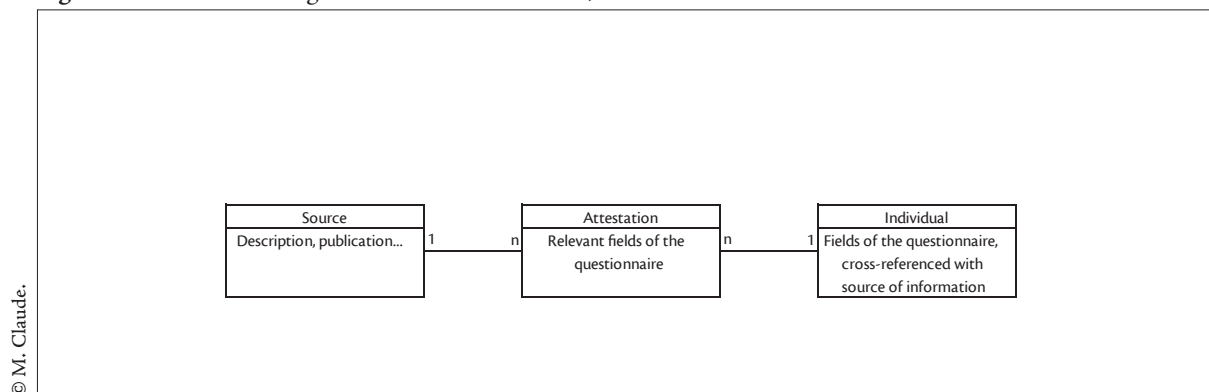 Source
Description, publication...
1
n
Attestation
Relevant fields of the
questionnaire
n
1
Individual
Fields of the questionnaire,
cross-referenced with
source of information
© M. Claude.